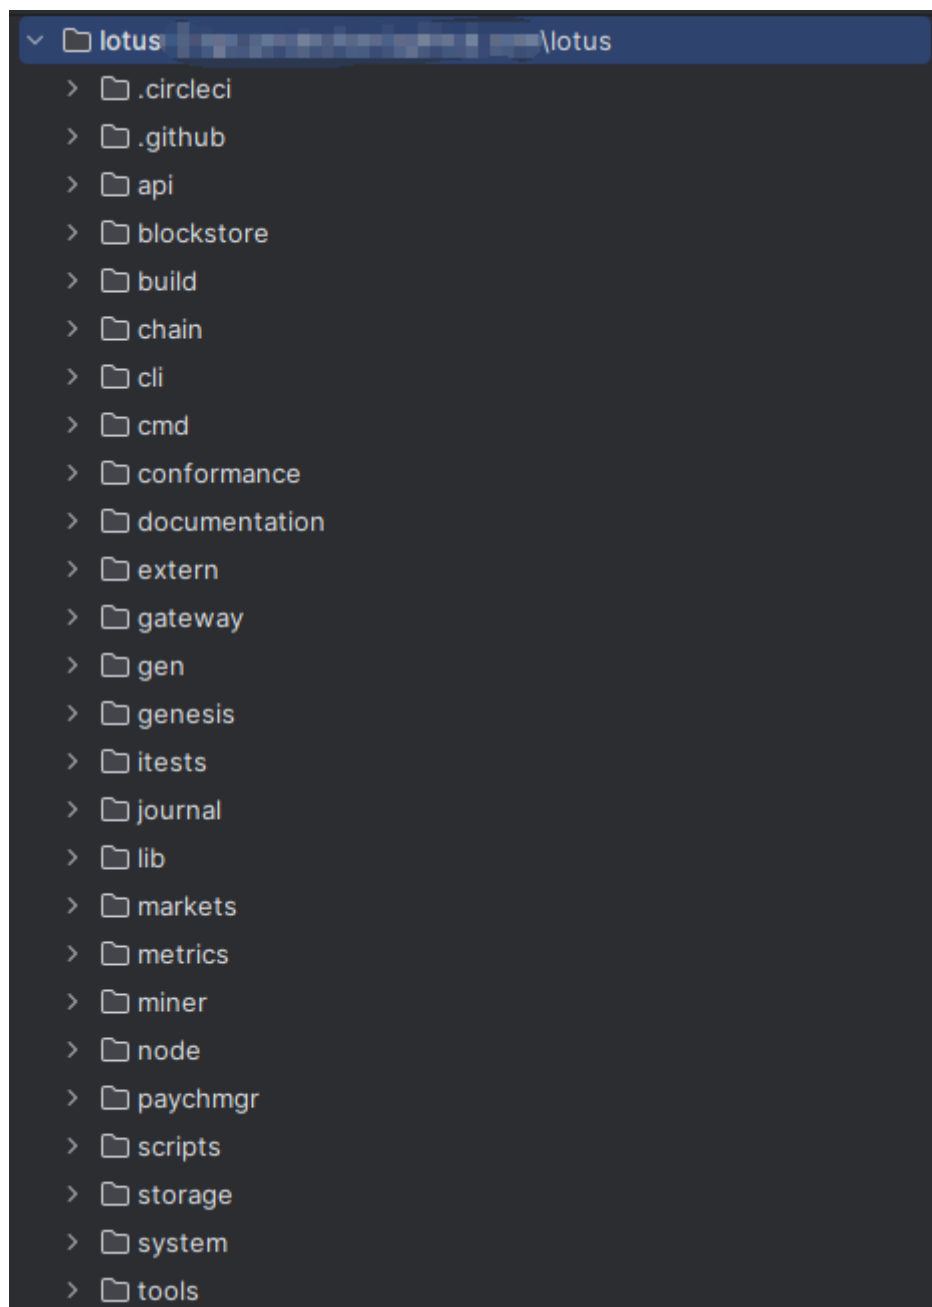 lotus \lotus
.circleci
.github
api
blockstore
build
chain
cli
cmd
conformance
documentation
extern
gateway
gen
genesis
itests
journal
lib
markets
metrics
miner
node
paychmgr
scripts
storage
system
tools